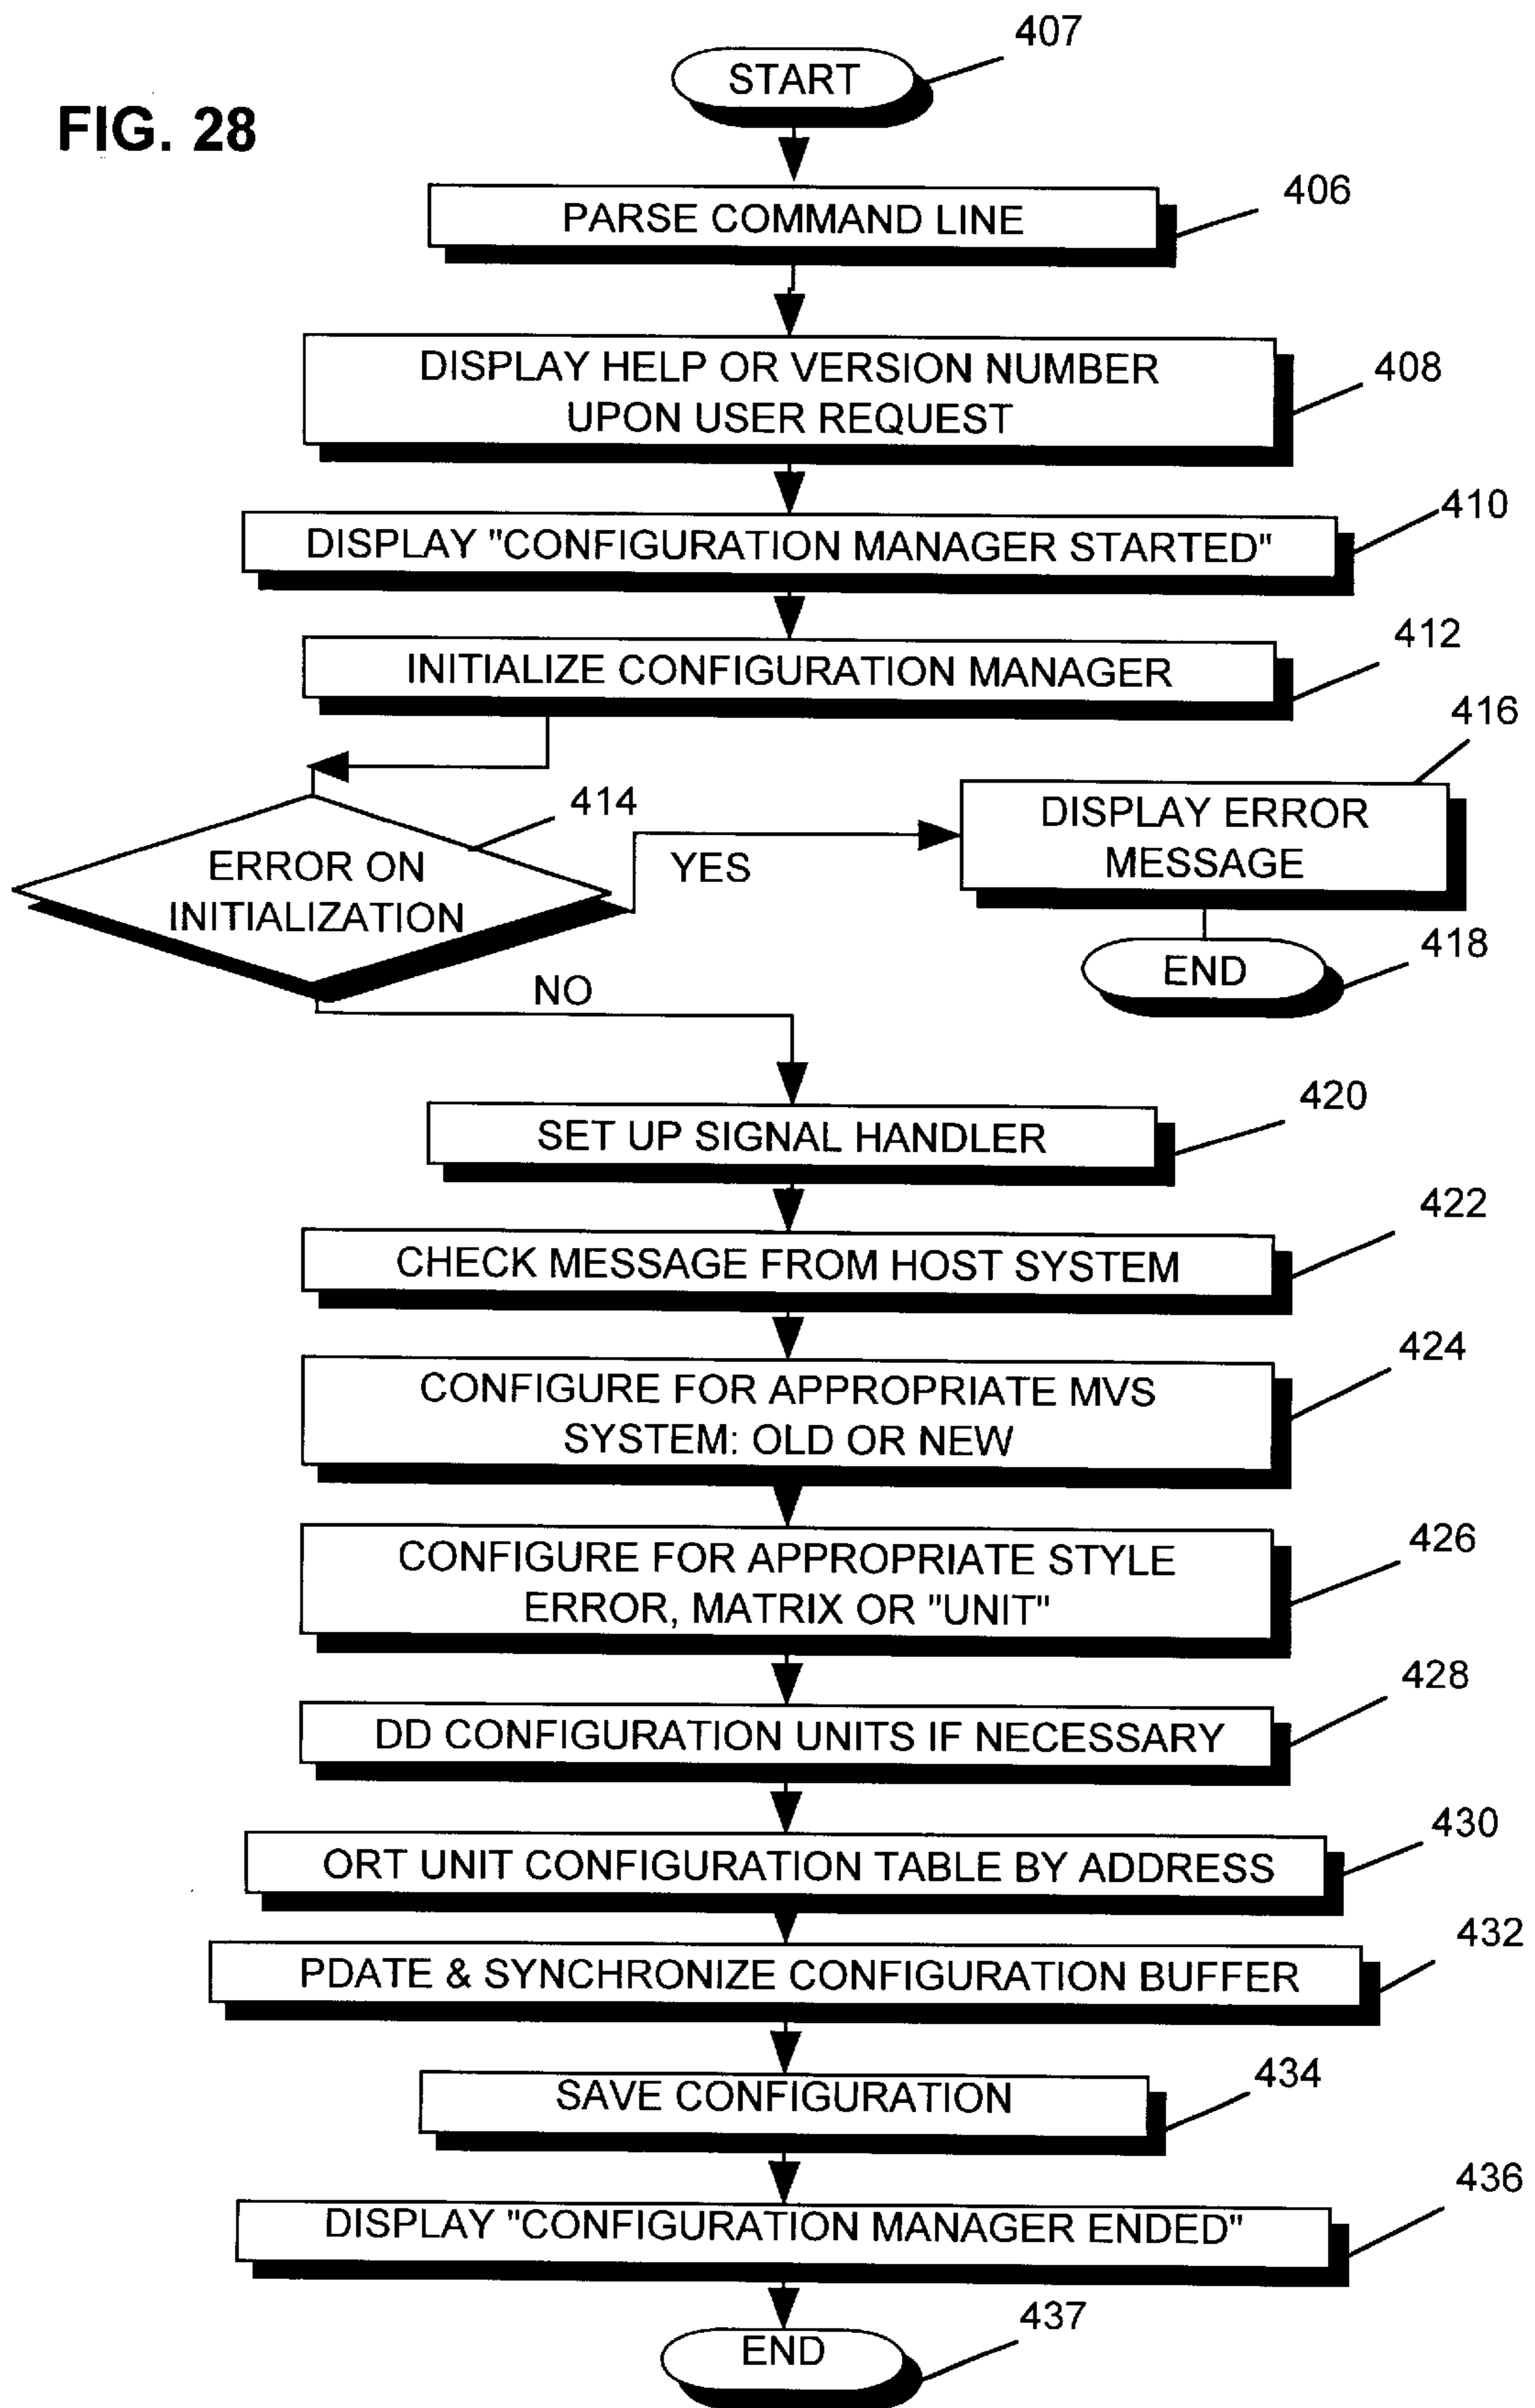 FIG. 28
START
407
PARSE COMMAND LINE
406
DISPLAY HELP OR VERSION NUMBER
UPON USER REQUEST
408
DISPLAY "CONFIGURATION MANAGER STARTED"
410
INITIALIZE CONFIGURATION MANAGER
412
ERROR ON
INITIALIZATION
414
YES
DISPLAY ERROR
MESSAGE
416
END
418
NO
SET UP SIGNAL HANDLER
420
CHECK MESSAGE FROM HOST SYSTEM
422
CONFIGURE FOR APPROPRIATE MVS
SYSTEM: OLD OR NEW
424
CONFIGURE FOR APPROPRIATE STYLE
ERROR, MATRIX OR "UNIT"
426
DD CONFIGURATION UNITS IF NECESSARY
428
ORT UNIT CONFIGURATION TABLE BY ADDRESS
430
PDATE & SYNCHRONIZE CONFIGURATION BUFFER
432
SAVE CONFIGURATION
434
DISPLAY "CONFIGURATION MANAGER ENDED"
436
END
437